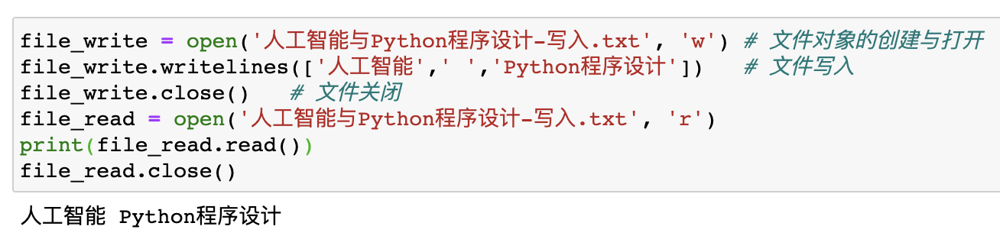 file_write = open('人工智能与Python程序设计-写入.txt', 'w') # 文件对象的创建与打开
file_write.writelines(['人工智能',' ','Python程序设计'])   # 文件写入
file_write.close()   # 文件关闭
file_read = open('人工智能与Python程序设计-写入.txt', 'r')
print(file_read.read())
file_read.close()
人工智能 Python程序设计